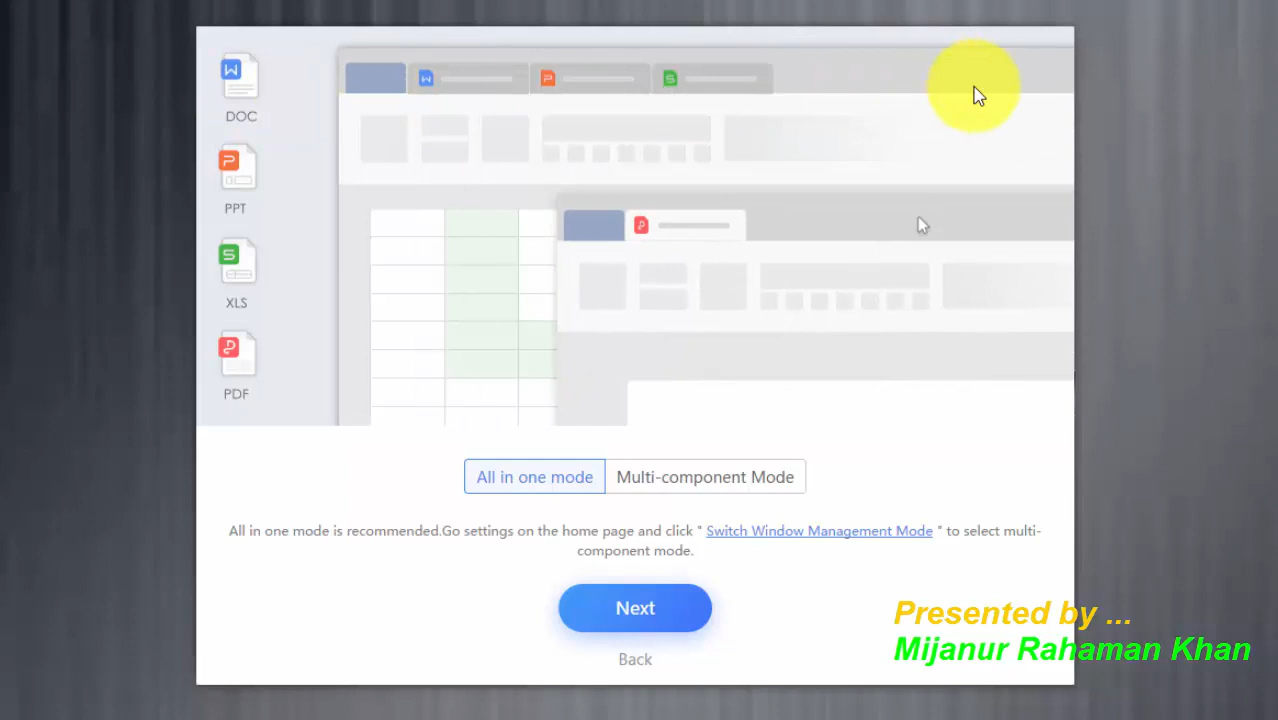 W
DOC
P
PPT
S
XLS
P
PDF
W
P
S
P
All in one mode
Multi-component Mode
All in one mode is recommended.Go settings on the home page and click " Switch Window Management Mode " to select multi-
component mode.
Next
Back
Presented by ...
Mijanur Rahaman Khan